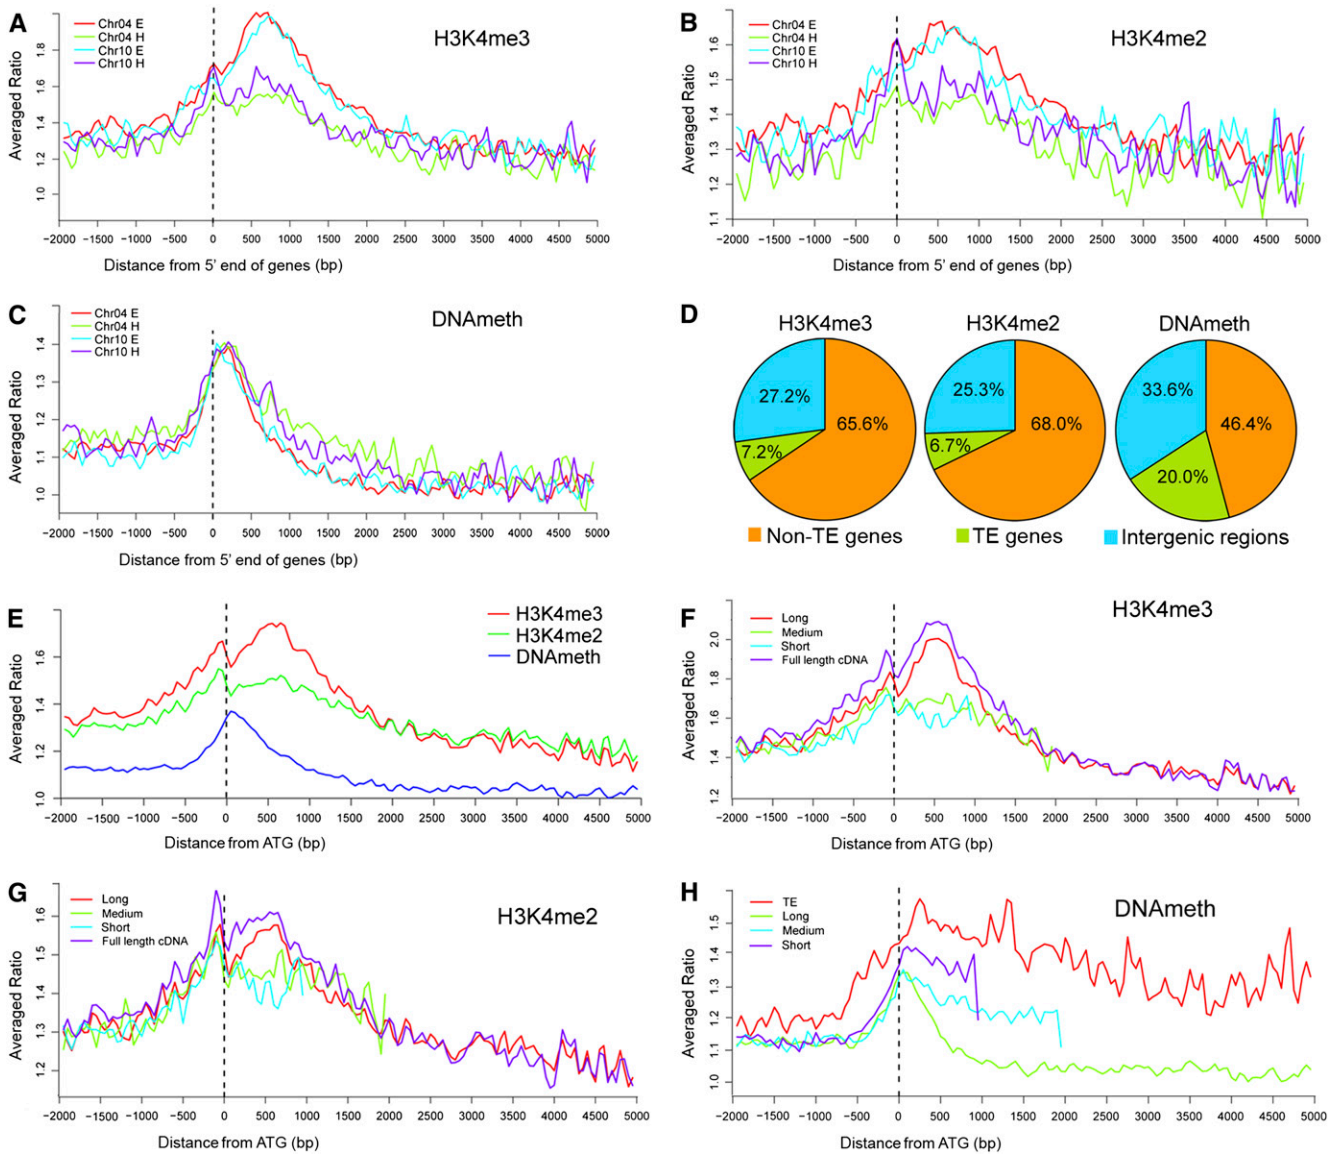 A
Chr04 E
Chr04 H
Chr10 E
Chr10 H
H3K4me3
Averaged Ratio
1.8
1.6
1.4
1.2
1.0
−2000 −1500 −1000 −500 0 500 1000 1500 2000 2500 3000 3500 4000 4500 5000
Distance from 5' end of genes (bp)
B
Chr04 E
Chr04 H
Chr10 E
Chr10 H
H3K4me2
Averaged Ratio
1.6
1.5
1.4
1.3
1.2
1.1
−2000 −1500 −1000 −500 0 500 1000 1500 2000 2500 3000 3500 4000 4500 5000
Distance from 5' end of genes (bp)
C
Chr04 E
Chr04 H
Chr10 E
Chr10 H
DNAmeth
Averaged Ratio
1.4
1.3
1.2
1.1
1.0
−2000 −1500 −1000 −500 0 500 1000 1500 2000 2500 3000 3500 4000 4500 5000
Distance from 5' end of genes (bp)
D
H3K4me3 H3K4me2 DNAmeth
27.2% 65.6% 7.2%
25.3% 68.0% 6.7%
33.6% 46.4% 20.0%
Non-TE genes TE genes Intergenic regions
E
H3K4me3
H3K4me2
DNAmeth
Averaged Ratio
1.6
1.4
1.2
1.0
−2000 −1500 −1000 −500 0 500 1000 1500 2000 2500 3000 3500 4000 4500 5000
Distance from ATG (bp)
F
Long
Medium
Short
Full length cDNA
H3K4me3
Averaged Ratio
2.0
1.8
1.6
1.4
1.2
−2000 −1500 −1000 −500 0 500 1000 1500 2000 2500 3000 3500 4000 4500 5000
Distance from ATG (bp)
G
Long
Medium
Short
Full length cDNA
H3K4me2
Averaged Ratio
1.6
1.5
1.4
1.3
1.2
−2000 −1500 −1000 −500 0 500 1000 1500 2000 2500 3000 3500 4000 4500 5000
Distance from ATG (bp)
H
TE
Long
Medium
Short
DNAmeth
Averaged Ratio
1.5
1.4
1.3
1.2
1.1
1.0
−2000 −1500 −1000 −500 0 500 1000 1500 2000 2500 3000 3500 4000 4500 5000
Distance from ATG (bp)